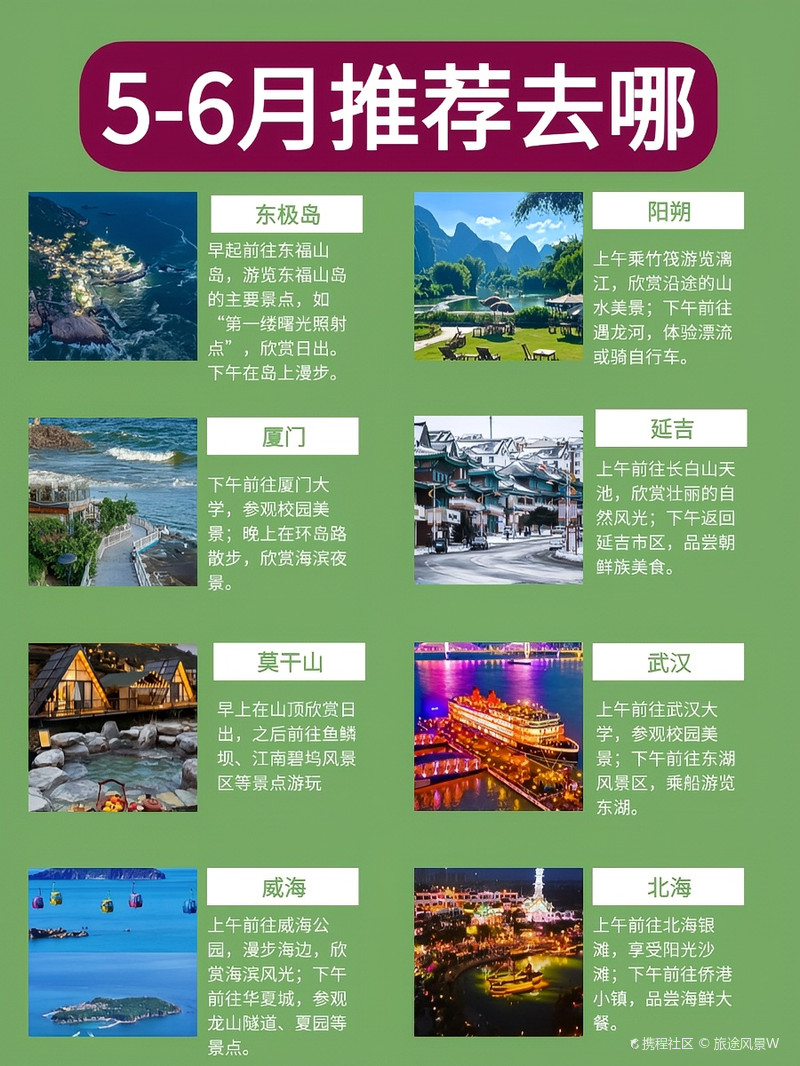 5-6月推荐去哪
东极岛
早起前往东福山
岛，游览东福山岛
的主要景点，如
“第一缕曙光照射
点”，欣赏日出。
下午在岛上漫步。
阳朔
上午乘竹筏游览漓
江，欣赏沿途的山
水美景；下午前往
遇龙河，体验漂流
或骑自行车。
厦门
下午前往厦门大
学，参观校园美
景；晚上在环岛路
散步，欣赏海滨夜
景。
延吉
上午前往长白山天
池，欣赏壮丽的自
然风光；下午返回
延吉市区，品尝朝
鲜族美食。
莫干山
早上在山顶欣赏日
出，之后前往鱼鳞
坝、江南碧坞风景
区等景点游玩
武汉
上午前往武汉大
学，参观校园美
景；下午前往东湖
风景区，乘船游览
东湖。
威海
上午前往威海公
园，漫步海边，欣
赏海滨风光；下午
前往华夏城，参观
龙山隧道、夏园等
景点。
北海
上午前往北海银
滩，享受阳光沙
滩；下午前往侨港
小镇，品尝海鲜大
餐。
携程社区 © 旅途风景W